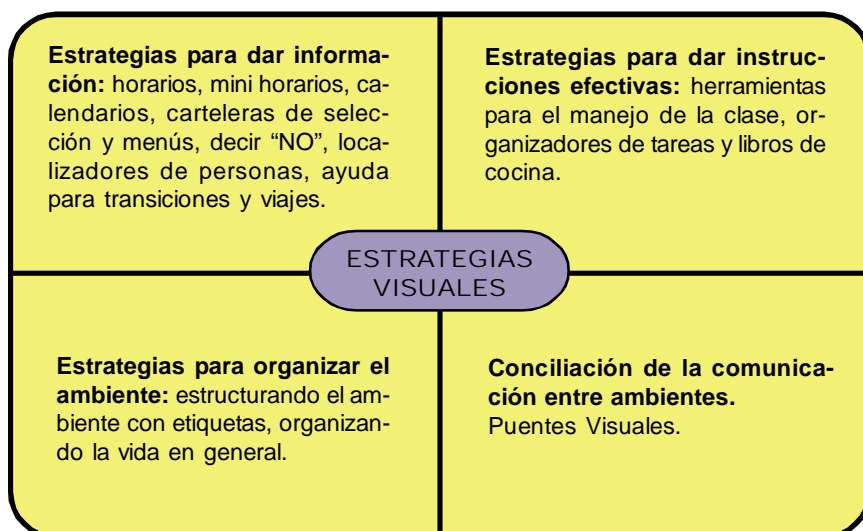 Estrategias para dar informa-
ción: horarios, mini horarios, ca-
lendarios, carteleras de selec-
ción y menús, decir “NO”, loca-
lizadores de personas, ayuda
para transiciones y viajes.
Estrategias para dar instruc-
ciones efectivas: herramientas
para el manejo de la clase, or-
ganizadores de tareas y libros de
cocina.
ESTRATEGIAS
VISUALES
Estrategias para organizar el
ambiente: estructurando el am-
biente con etiquetas, organizan-
do la vida en general.
Conciliación de la comunica-
ción entre ambientes.
Puentes Visuales.